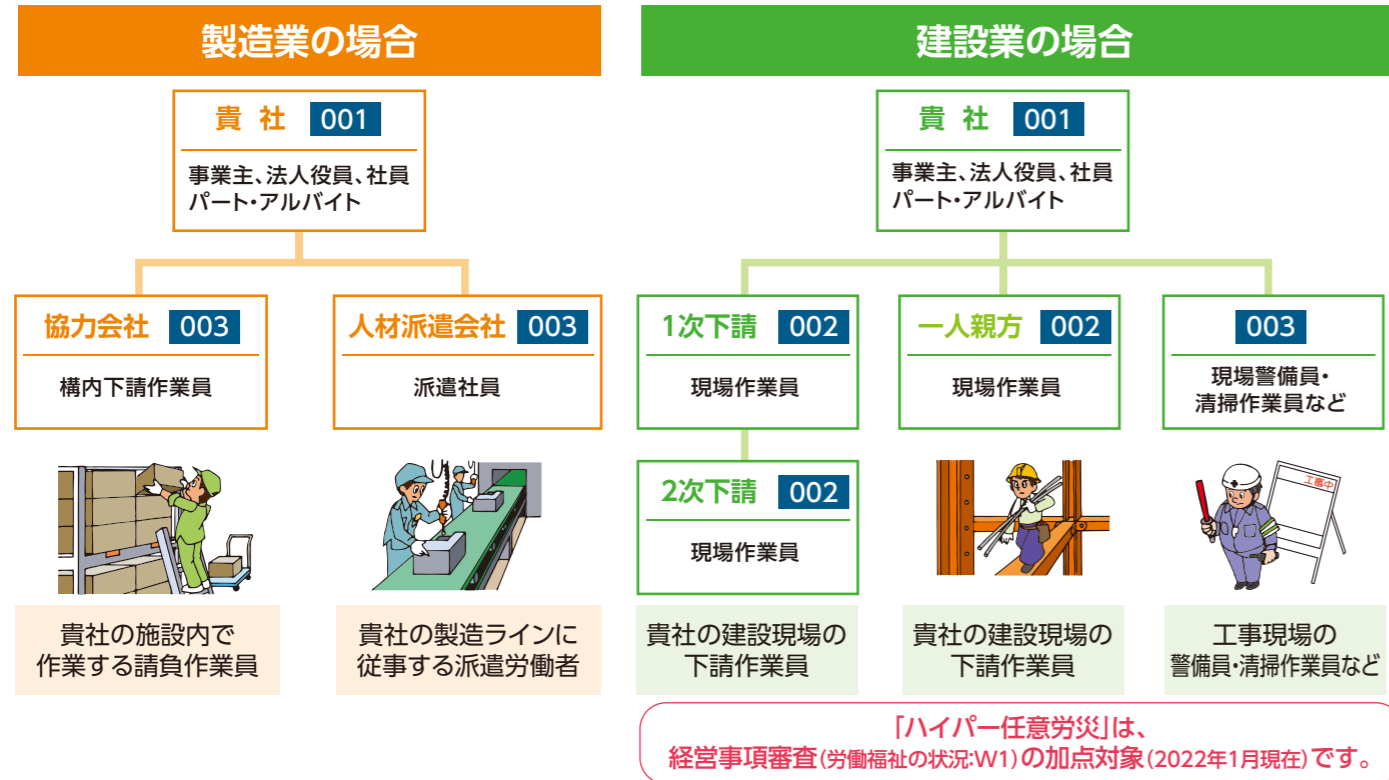 製造業の場合
貴社 001
事業主、法人役員、社員
パート・アルバイト
協力会社 003
構内下請作業員
人材派遣会社 003
派遣社員
貴社の施設内で
作業する請負作業員
貴社の製造ラインに
従事する派遣労働者
建設業の場合
貴社 001
事業主、法人役員、社員
パート・アルバイト
1次下請 002
現場作業員
一人親方 002
現場作業員
003
現場警備員・
清掃作業員など
2次下請 002
現場作業員
工事中
貴社の建設現場の
下請作業員
貴社の建設現場の
下請作業員
工事現場の
警備員・清掃作業員など
「ハイパー任意労災」は、
経営事項審査(労働福祉の状況:W1)の加点対象(2022年1月現在)です。